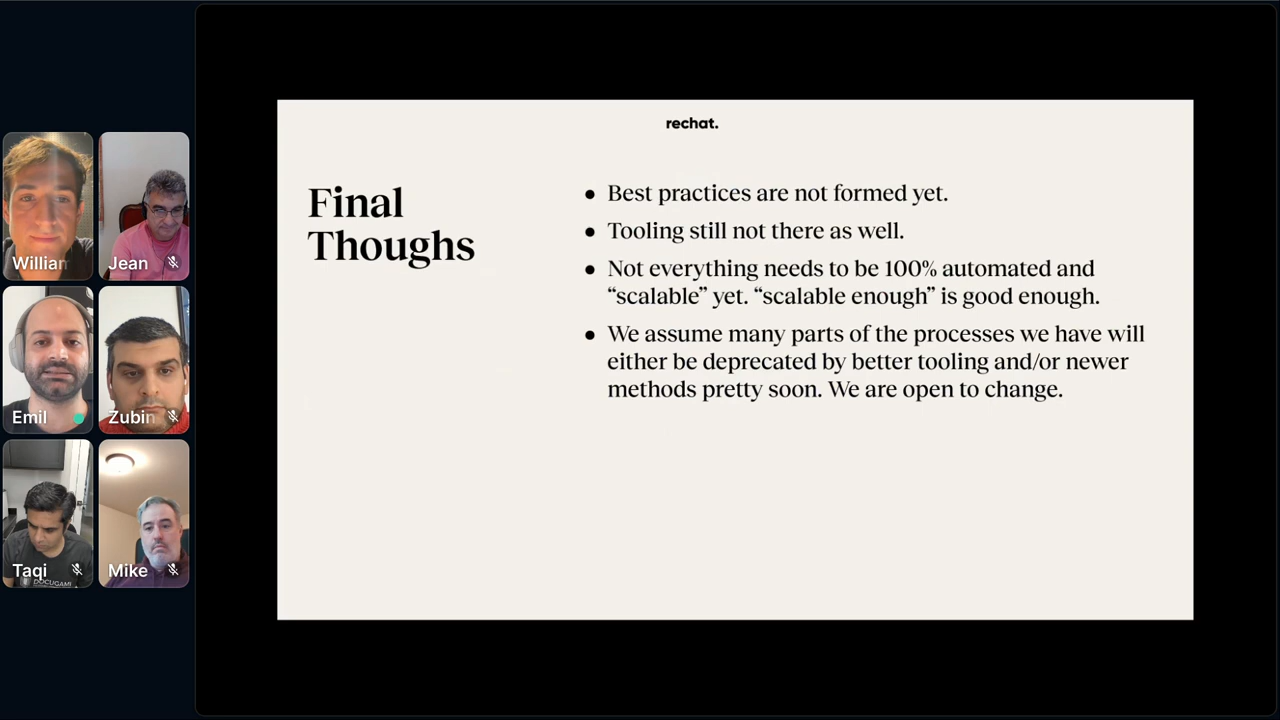 rechat.
Final
Thoughs
• Best practices are not formed yet.
• Tooling still not there as well.
• Not everything needs to be 100% automated and
“scalable” yet. “scalable enough” is good enough.
• We assume many parts of the processes we have will
either be deprecated by better tooling and/or newer
methods pretty soon. We are open to change.
William
Jean
Emil
Zubin
Taqi
DOCUGAMI
Mike